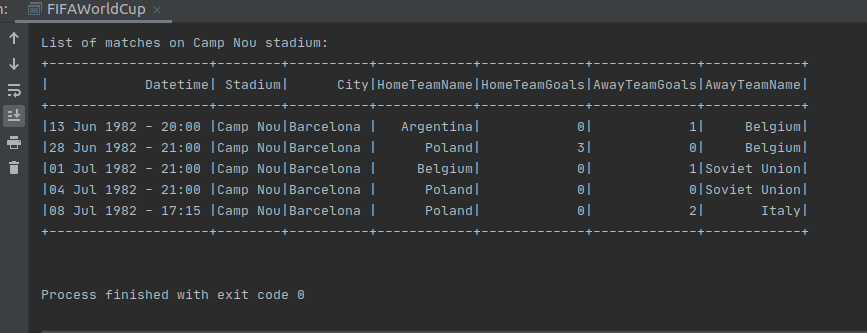 n: FIFAWorldCup ×
List of matches on Camp Nou stadium:
+--------------------+--------+----------+------------+-------------+-------------+------------+
|            Datetime| Stadium|      City|HomeTeamName|HomeTeamGoals|AwayTeamGoals|AwayTeamName|
+--------------------+--------+----------+------------+-------------+-------------+------------+
|13 Jun 1982 - 20:00 |Camp Nou|Barcelona |   Argentina|            0|            1|     Belgium|
|28 Jun 1982 - 21:00 |Camp Nou|Barcelona |      Poland|            3|            0|     Belgium|
|01 Jul 1982 - 21:00 |Camp Nou|Barcelona |     Belgium|            0|            1|Soviet Union|
|04 Jul 1982 - 21:00 |Camp Nou|Barcelona |      Poland|            0|            0|Soviet Union|
|08 Jul 1982 - 17:15 |Camp Nou|Barcelona |      Poland|            0|            2|       Italy|
+--------------------+--------+----------+------------+-------------+-------------+------------+
Process finished with exit code 0